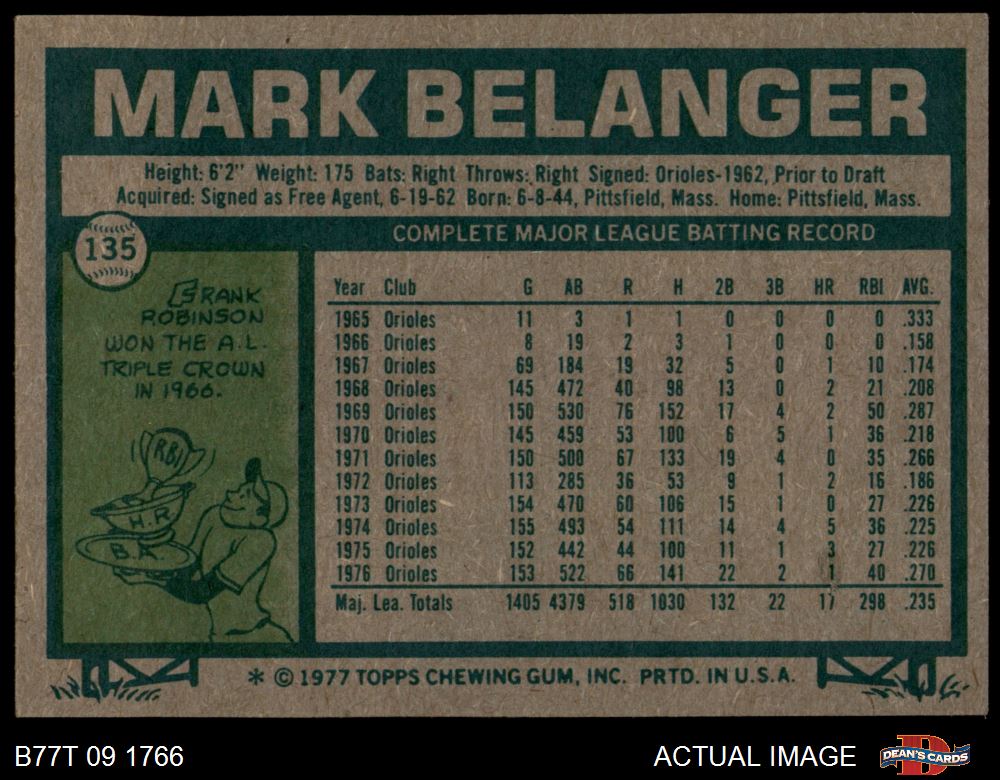 MARK BELANGER
Height: 6'2" Weight: 175 Bats: Right Throws: Right Signed: Orioles-1962, Prior to Draft
Acquired: Signed as Free Agent, 6-19-62 Born: 6-8-44, Pittsfield, Mass. Home: Pittsfield, Mass.
135
FRANK
ROBINSON
WON THE A.L.
TRIPLE CROWN
IN 1966.
RBI
H.R
BA
COMPLETE MAJOR LEAGUE BATTING RECORD
Year Club G AB R H 2B 3B HR RBI AVG.
1965 Orioles 11 3 1 1 0 0 0 0 .333
1966 Orioles 8 19 2 3 1 0 0 0 .158
1967 Orioles 69 184 19 32 5 0 1 10 .174
1968 Orioles 145 472 40 98 13 0 2 21 .208
1969 Orioles 150 530 76 152 17 4 2 50 .287
1970 Orioles 145 459 53 100 6 5 1 36 .218
1971 Orioles 150 500 67 133 19 4 0 35 .266
1972 Orioles 113 285 36 53 9 1 2 16 .186
1973 Orioles 154 470 60 106 15 1 0 27 .226
1974 Orioles 155 493 54 111 14 4 5 36 .225
1975 Orioles 152 442 44 100 11 1 3 27 .226
1976 Orioles 153 522 66 141 22 2 1 40 .270
Maj. Lea. Totals 1405 4379 518 1030 132 22 17 298 .235
* © 1977 TOPPS CHEWING GUM, INC. PRTD. IN U.S.A.
B77T 09 1766
ACTUAL IMAGE
DEAN'S CARDS